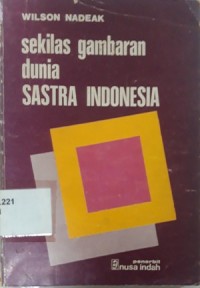 WILSON NADEAK
sekilas gambaran
dunia
SASTRA INDONESIA
.221
penerbit
nusa indah